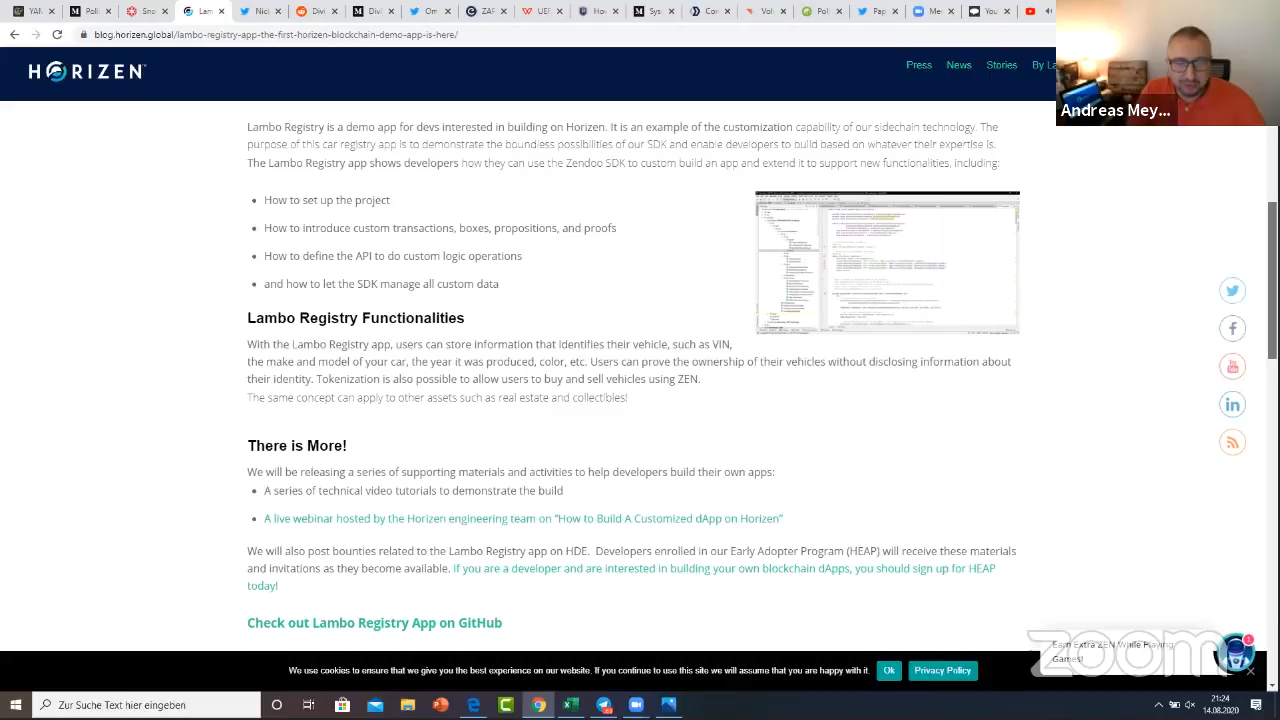 blog.horizen.global/lambo-registry-app-the-first-horizen-blockchain-demo-app-is-here/
HORIZEN
Press News Stories By La
Andreas Mey...
Lambo Registry is a demo app for devs interested in building on Horizen. It is an example of the customization capability of our sidechain technology. The
purpose of this car registry app is to demonstrate the boundless possibilities of our SDK and enable developers to build based on whatever their expertise is.
The Lambo Registry app shows developers how they can use the Zendoo SDK to custom build an app and extend it to support new functionalities, including:
How to set up the project
How to introduce custom
custom logic operations
and how to let the SDK manage all custom data
Lambo Registry Functionalities
With the Lambo Registry app, users can store information that identifies their vehicle, such as VIN,
the make and model of your car, the year it was produced, color, etc. Users can prove the ownership of their vehicles without disclosing information about
their identity. Tokenization is also possible to allow users to buy and sell vehicles using ZEN.
The same concept can apply to other assets such as real estate and collectibles!
There is More!
We will be releasing a series of supporting materials and activities to help developers build their own apps:
A series of technical video tutorials to demonstrate the build
A live webinar hosted by the Horizen engineering team on “How to Build A Customized dApp on Horizen”
We will also post bounties related to the Lambo Registry app on HDE. Developers enrolled in our Early Adopter Program (HEAP) will receive these materials
and invitations as they become available. If you are a developer and are interested in building your own blockchain dApps, you should sign up for HEAP
today!
Check out Lambo Registry App on GitHub
Earn Extra ZEN While Playing
Games!
zoom
1
We use cookies to ensure that we give you the best experience on our website. If you continue to use this site we will assume that you are happy with it. Ok Privacy Policy
Zur Suche Text hier eingeben
21:24
14.08.2020